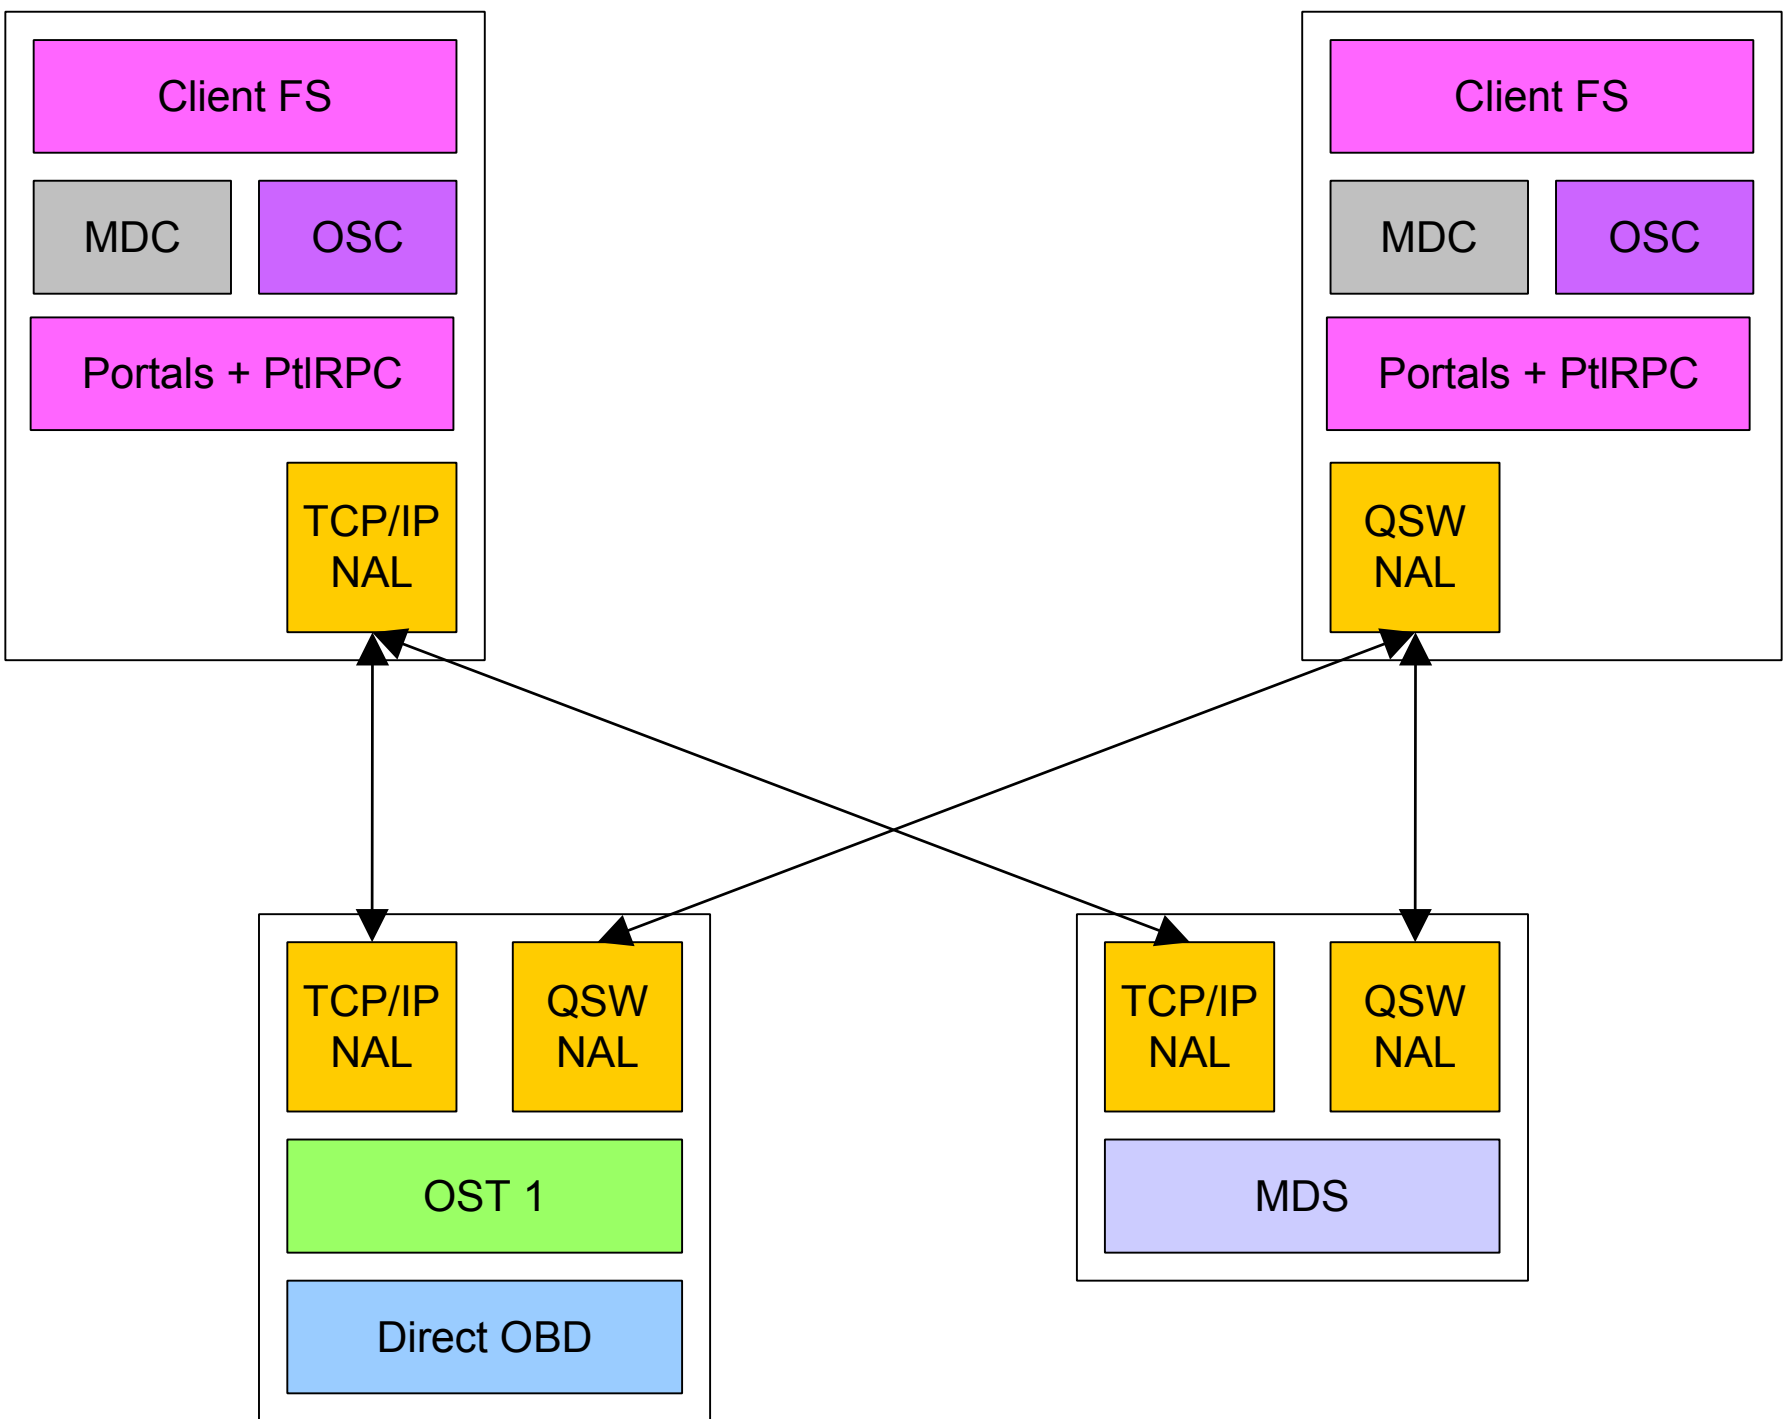 Client FS
MDC
OSC
Portals + PtlRPC
TCP/IP
NAL
Client FS
MDC
OSC
Portals + PtlRPC
QSW
NAL
TCP/IP
NAL
QSW
NAL
OST 1
Direct OBD
TCP/IP
NAL
QSW
NAL
MDS